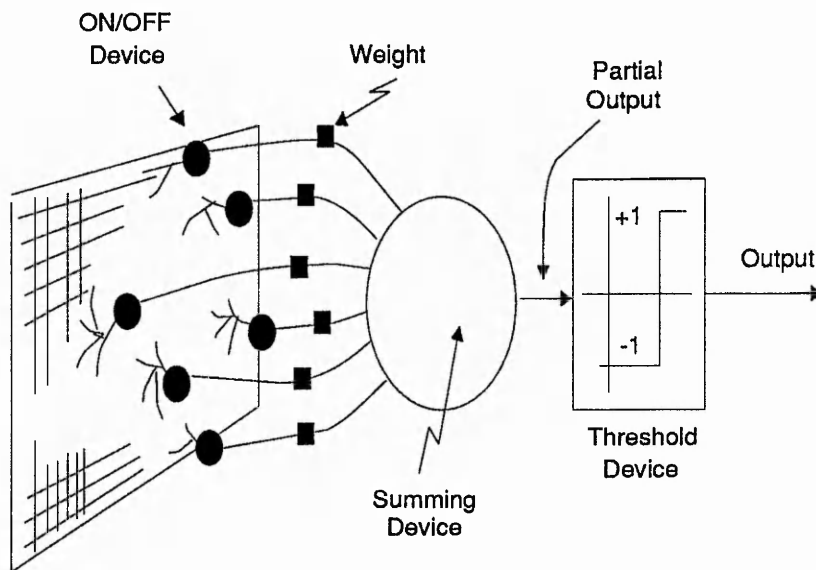 ON/OFF
Device
Weight
Partial
Output
+1
-1
Output
Threshold
Device
Summing
Device